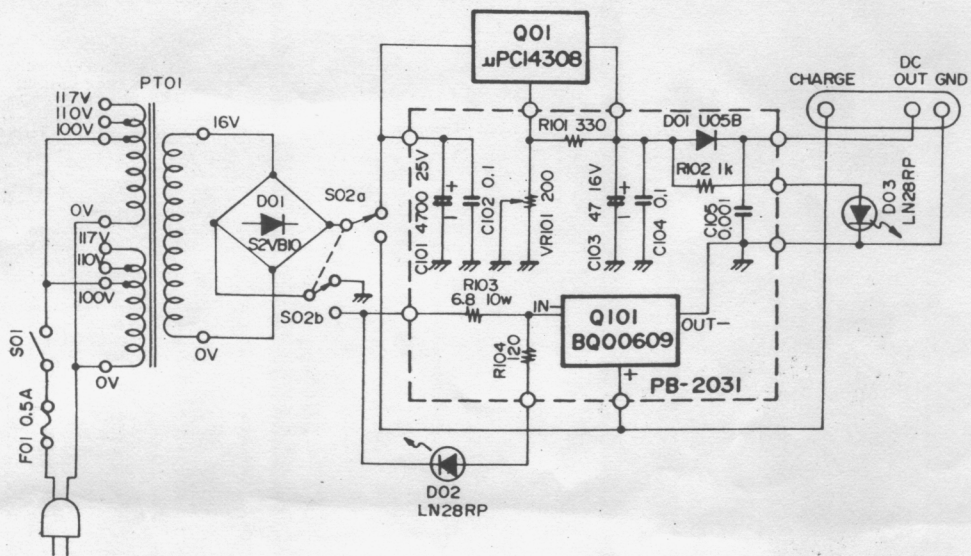 Q01
µPC14308
CHARGE
DC
OUT GND
PT01
117V
110V
100V
0V
117V
110V
100V
0V
16V
0V
D01
S2VB10
S02a
S02b
S01
F01 0.5A
R101 330
D01 U05B
R102 1k
C101 4700 25V
+
C102 0.1
VR101 200
C103 47 16V
+
C104 0.1
C105
0.001
D03
LN28RP
R103
6.8 10w
IN-
Q101
BQ00609
OUT-
+
R104
120
PB-2031
D02
LN28RP